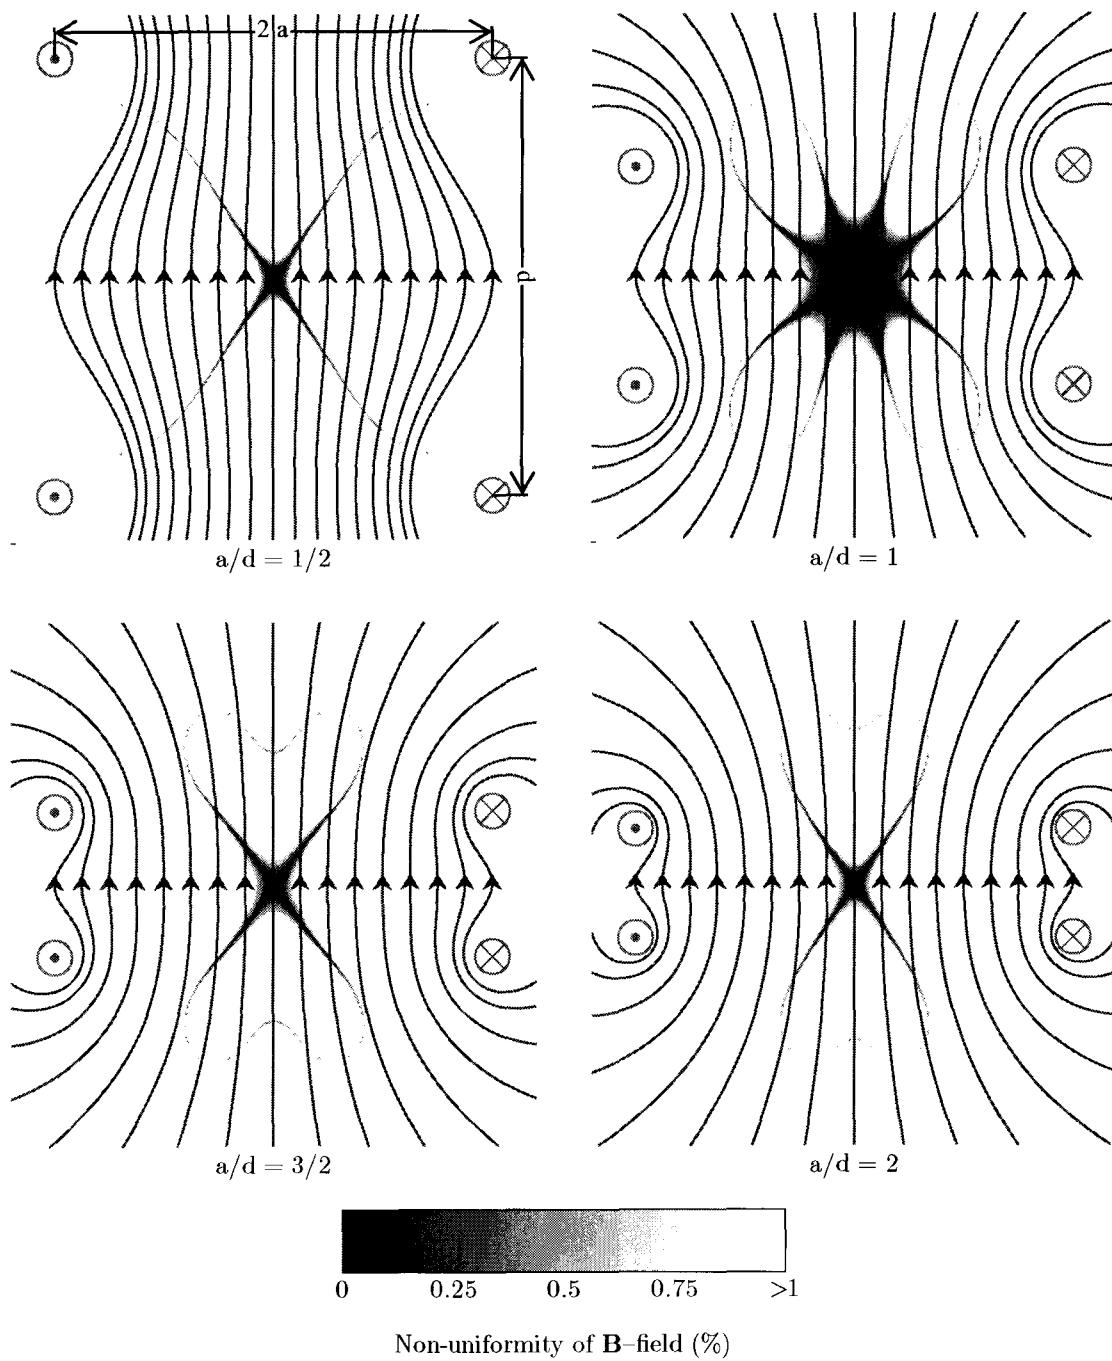 2 a
d
a/d = 1/2
a/d = 1
a/d = 3/2
a/d = 2
0 0.25 0.5 0.75 >1
Non-uniformity of B–field (%)